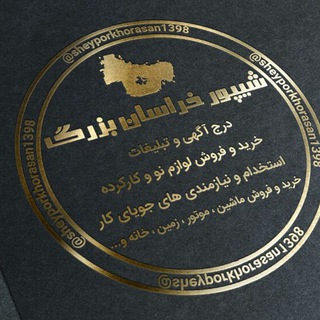 @sheyporkhorasan1398
شیپور خراسان بزرگ
درج آگهی و تبلیغات
خرید و فروش لوازم نو و کارکرده
استخدام و نیازمندی های جویای کار
خرید و فروش ماشین ، موتور ، زمین ، خانه و...
@sheyporkhorasan1398
@sheyporkhorasan1398